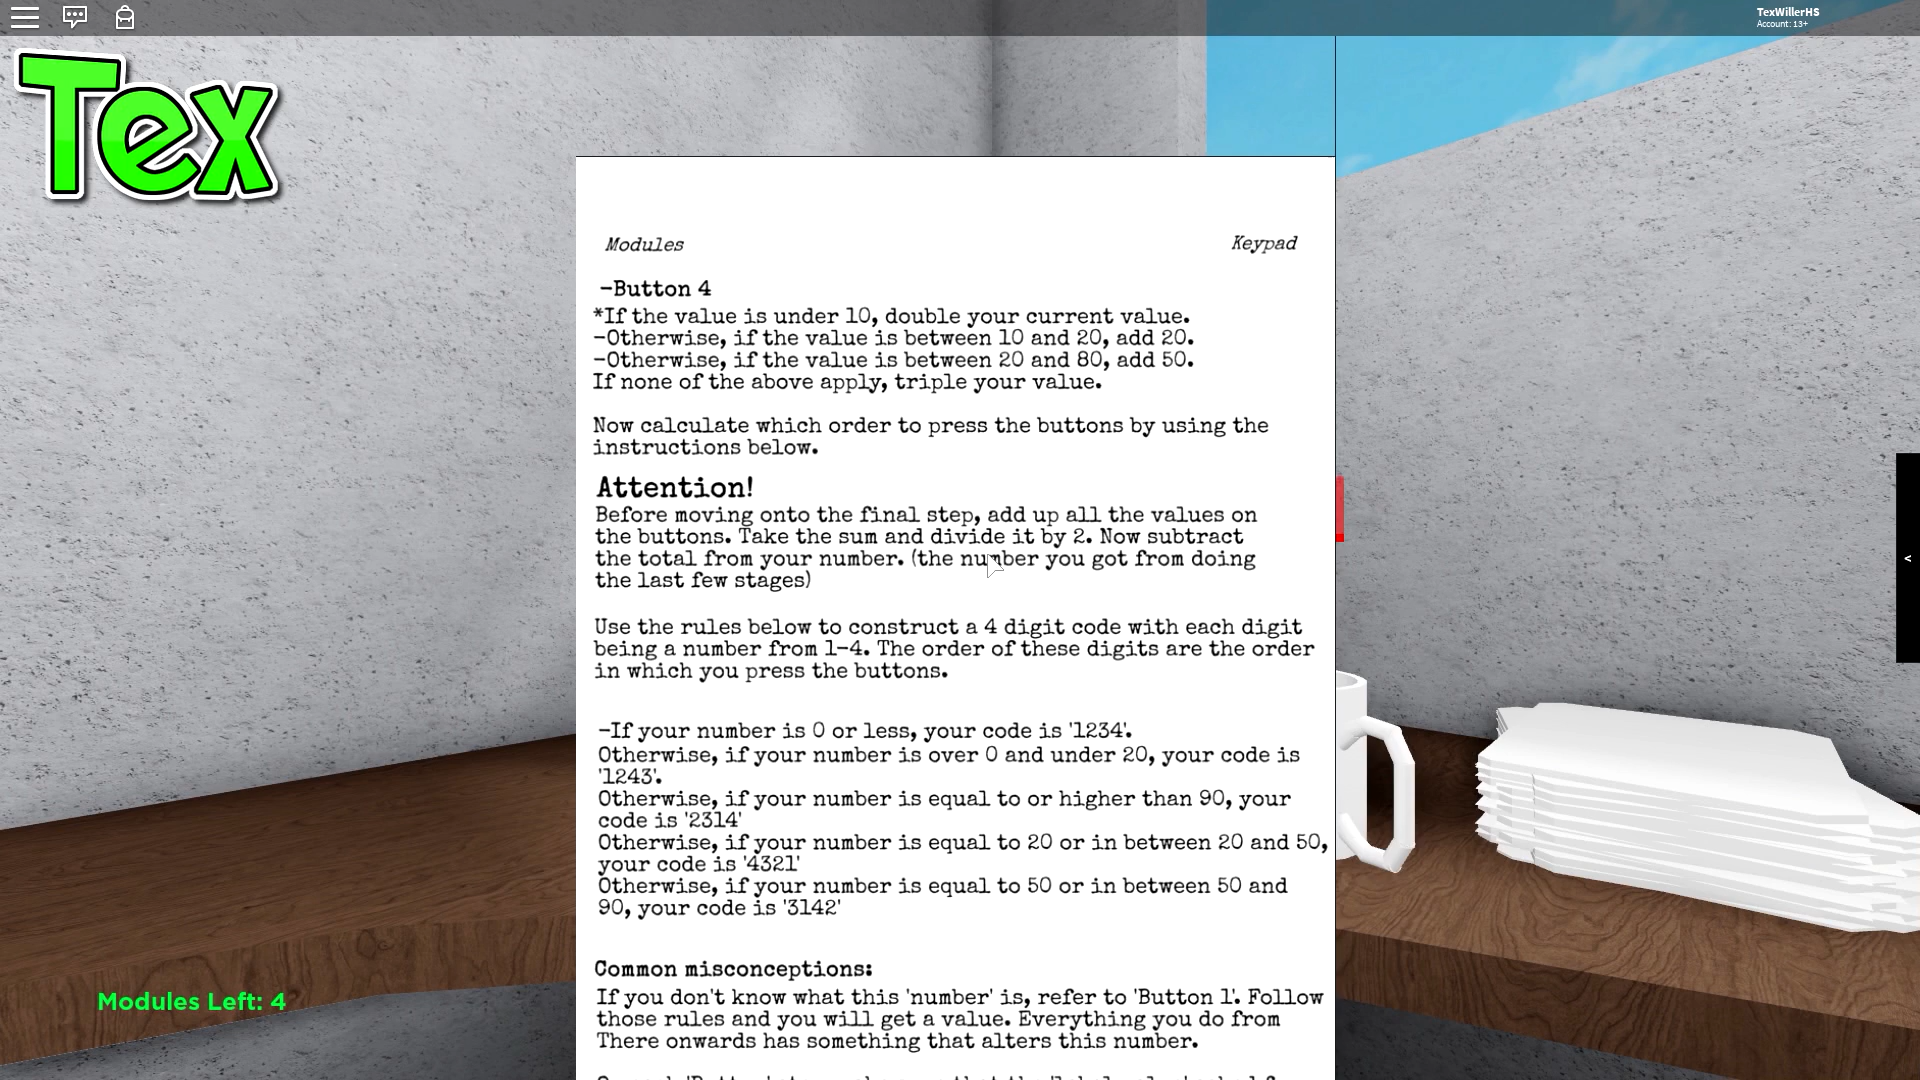 TexWillerHS
Account: 13+
Tex
Modules
Keypad
-Button 4
*If the value is under 10, double your current value.
-Otherwise, if the value is between 10 and 20, add 20.
-Otherwise, if the value is between 20 and 80, add 50.
If none of the above apply, triple your value.
Now calculate which order to press the buttons by using the
instructions below.
Attention!
Before moving onto the final step, add up all the values on
the buttons. Take the sum and divide it by 2. Now subtract
the total from your number. (the number you got from doing
the last few stages)
Use the rules below to construct a 4 digit code with each digit
being a number from 1-4. The order of these digits are the order
in which you press the buttons.
-If your number is 0 or less, your code is '1234'.
Otherwise, if your number is over 0 and under 20, your code is
'1243'.
Otherwise, if your number is equal to or higher than 90, your
code is '2314'
Otherwise, if your number is equal to 20 or in between 20 and 50,
your code is '4321'
Otherwise, if your number is equal to 50 or in between 50 and
90, your code is '3142'
Common misconceptions:
If you don't know what this 'number' is, refer to 'Button 1'. Follow
those rules and you will get a value. Everything you do from
There onwards has something that alters this number.
<
Modules Left: 4